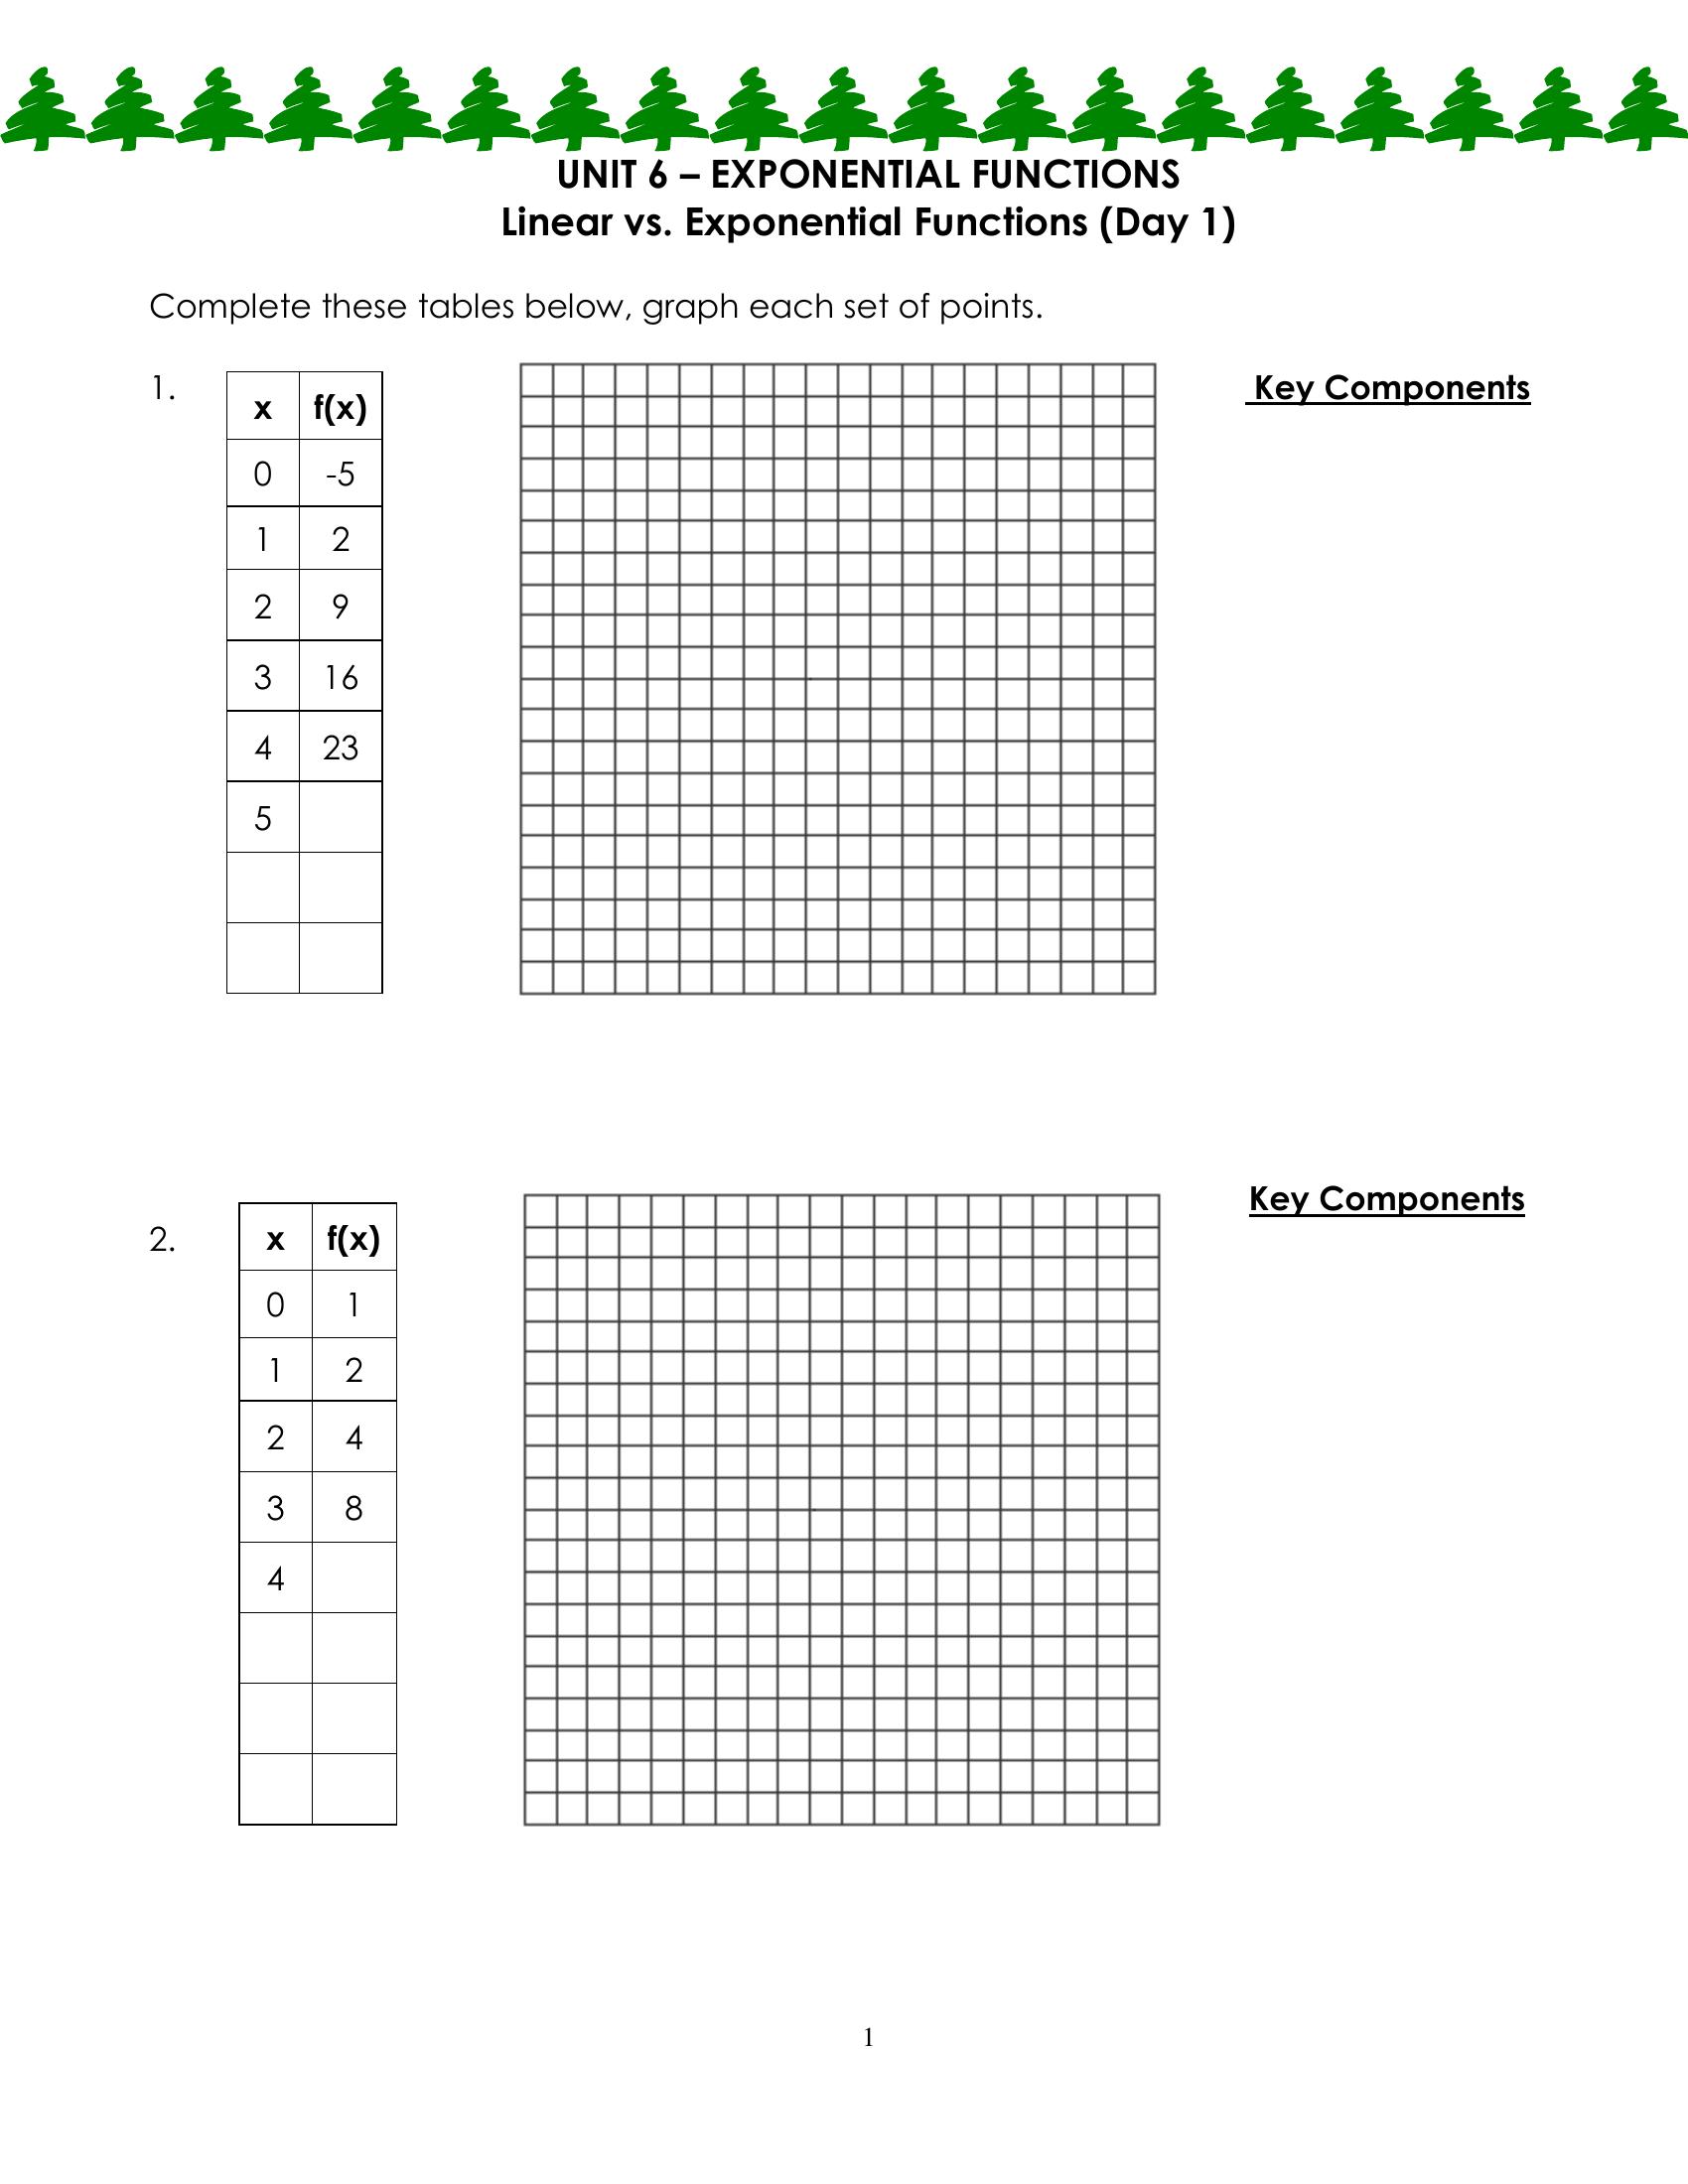 UNIT 6 – EXPONENTIAL FUNCTIONS
Linear vs. Exponential Functions (Day 1)
Complete these tables below, graph each set of points.
1.
x f(x)
0 -5
1 2
2 9
3 16
4 23
5
Key Components
2.
x f(x)
0 1
1 2
2 4
3 8
4
Key Components
1